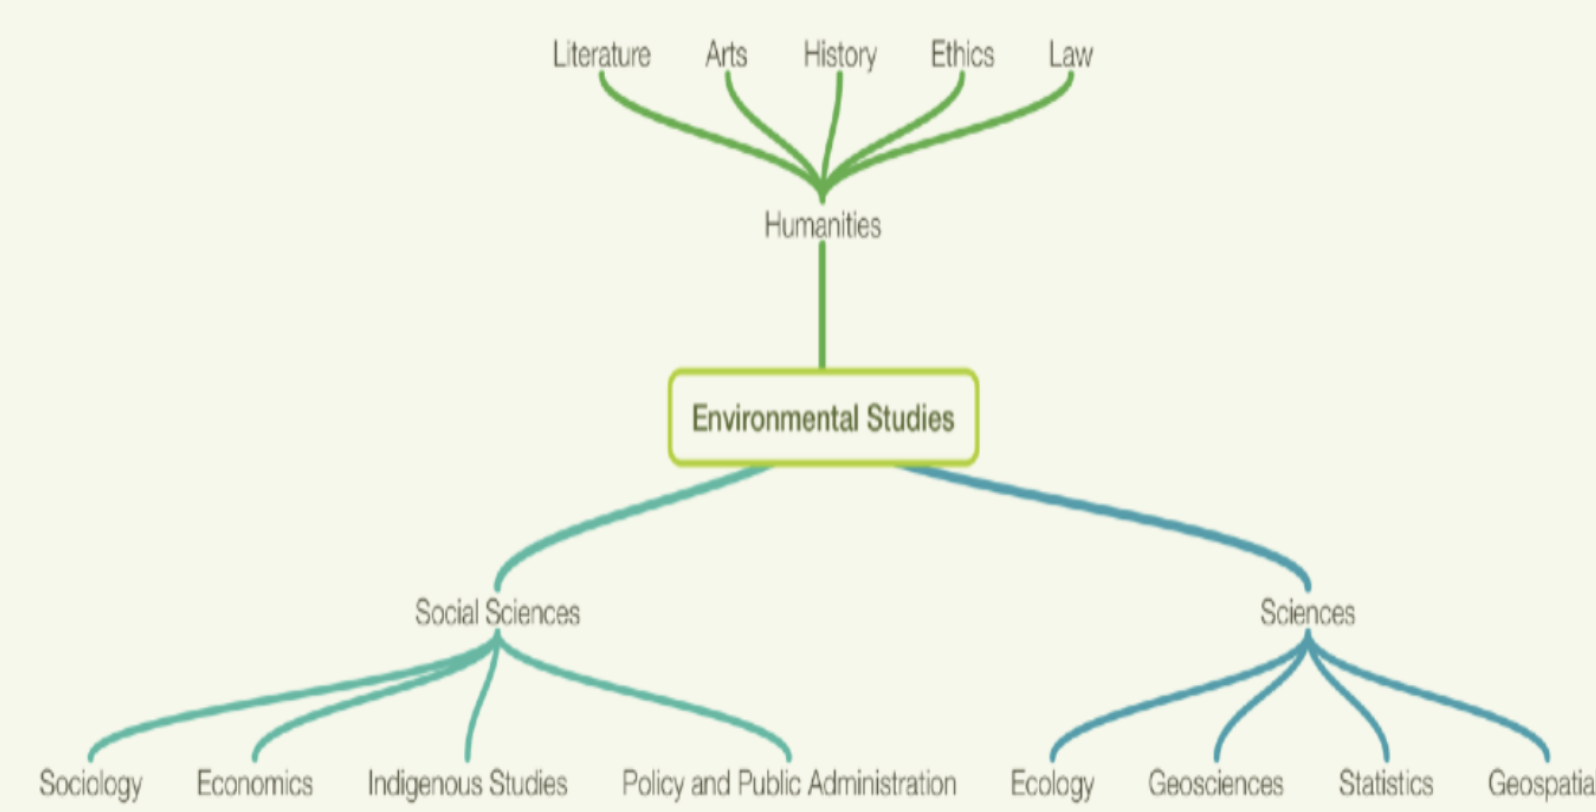 Literature Arts History Ethics Law
Humanities
Environmental Studies
Social Sciences Sciences
Sociology Economics Indigenous Studies Policy and Public Administration Ecology Geosciences Statistics